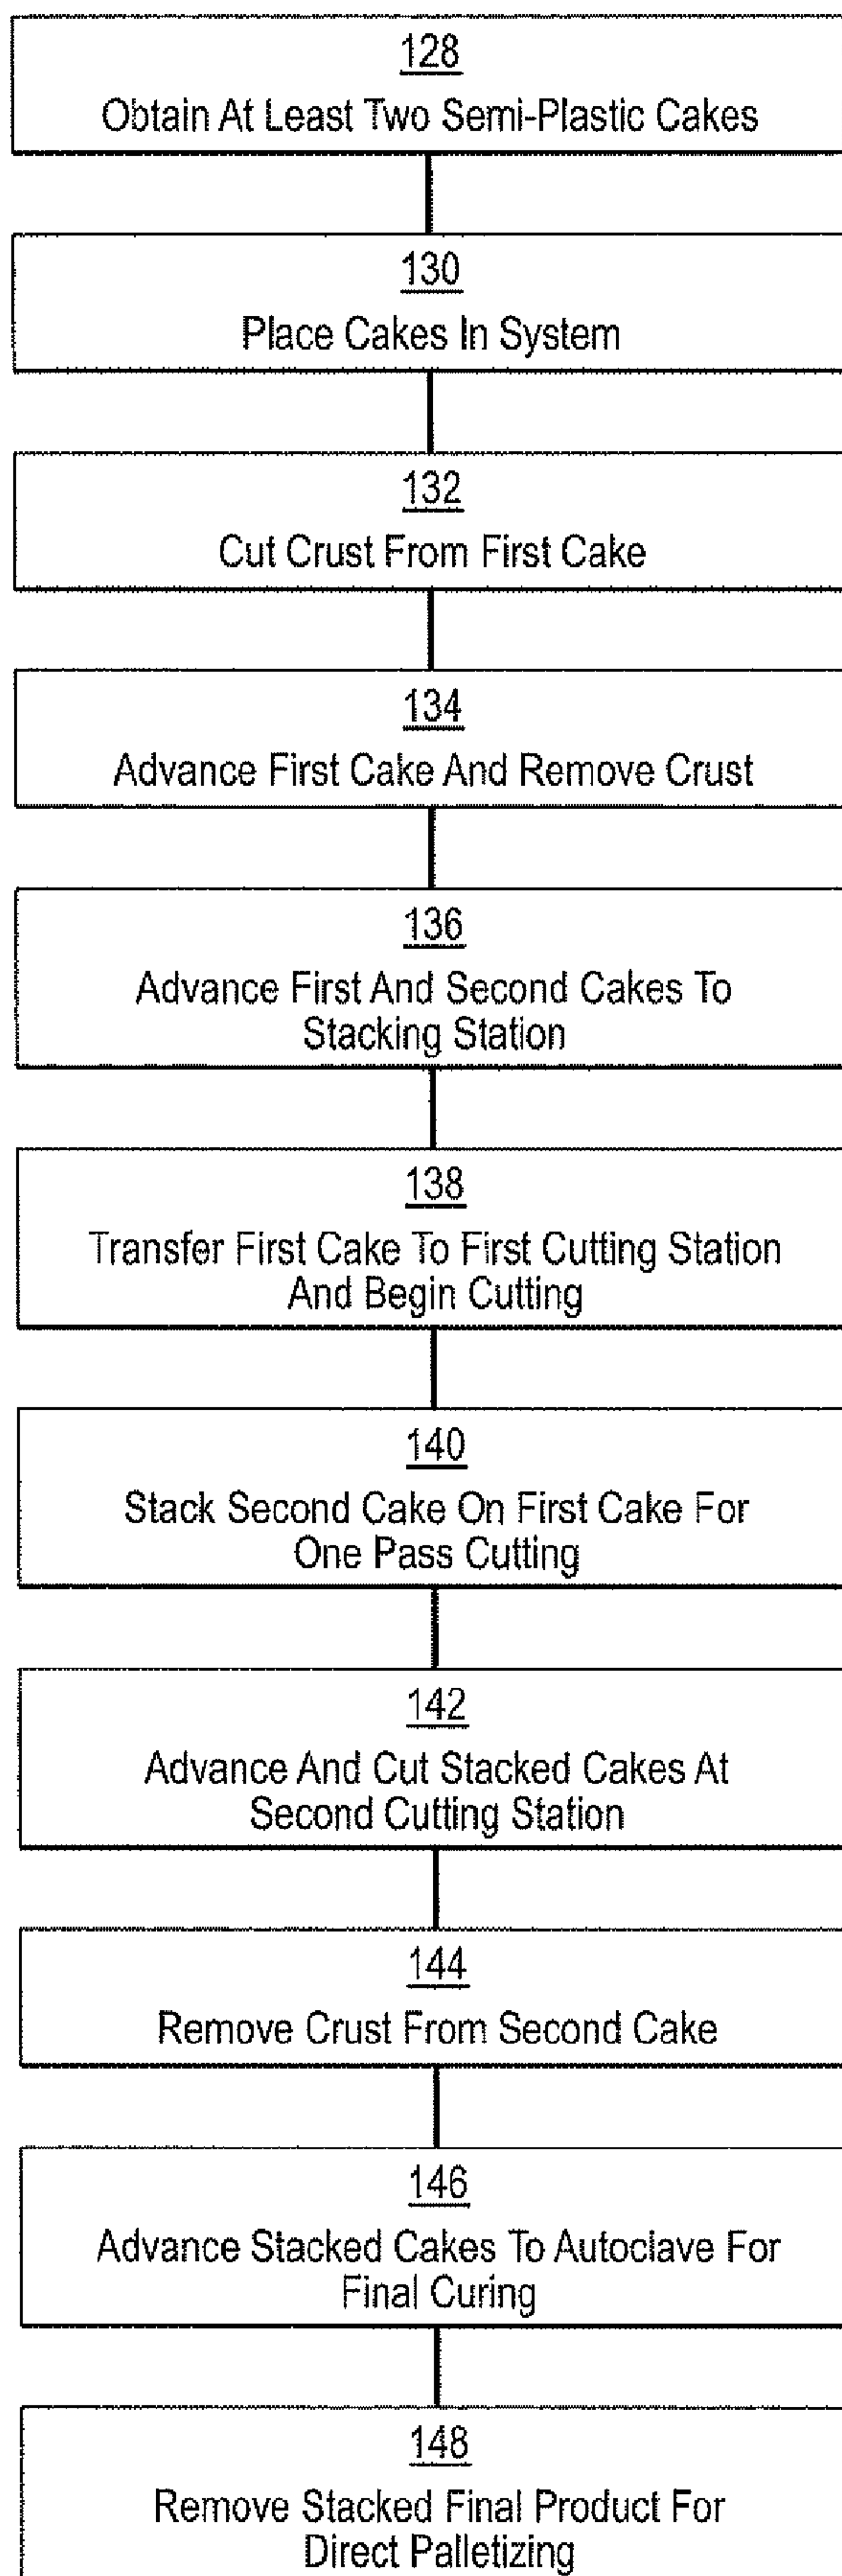 128
Obtain At Least Two Semi-Plastic Cakes
130
Place Cakes In System
132
Cut Crust From First Cake
134
Advance First Cake And Remove Crust
136
Advance First And Second Cakes To
Stacking Station
138
Transfer First Cake To First Cutting Station
And Begin Cutting
140
Stack Second Cake On First Cake For
One Pass Cutting
142
Advance And Cut Stacked Cakes At
Second Cutting Station
144
Remove Crust From Second Cake
146
Advance Stacked Cakes To Autoclave For
Final Curing
148
Remove Stacked Final Product For
Direct Palletizing